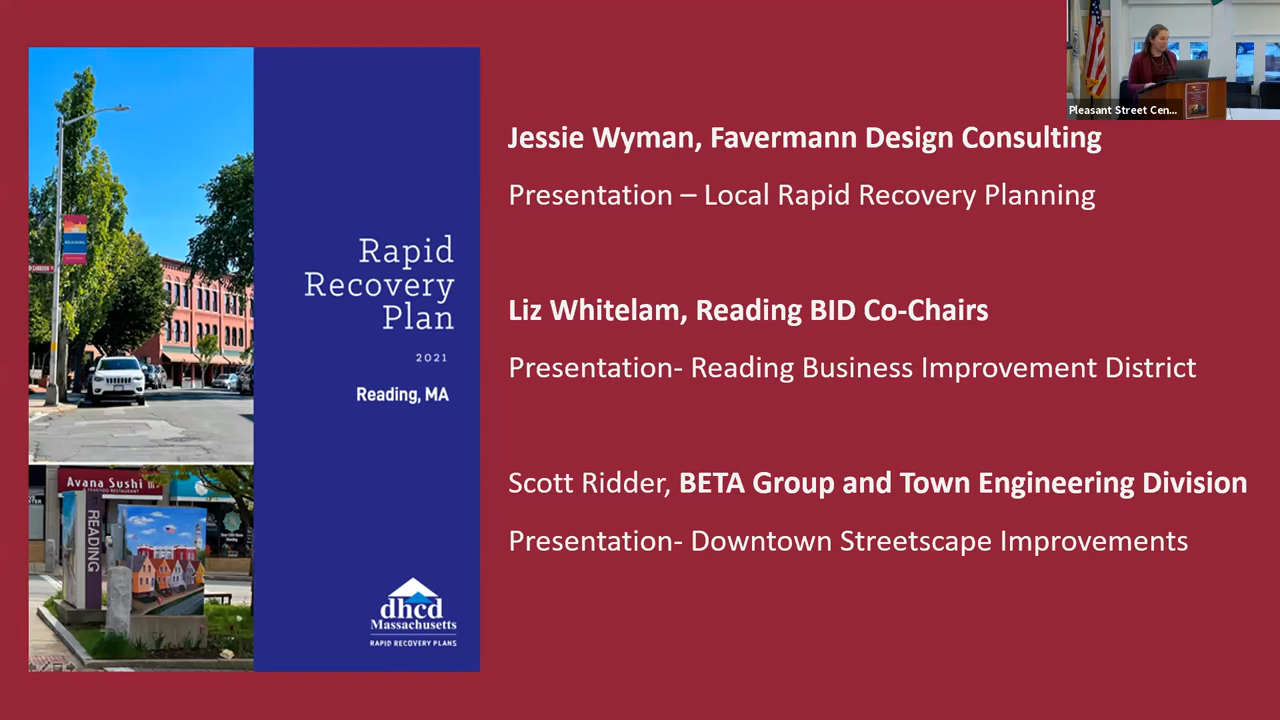 Pleasant Street Cen...
Jessie Wyman, Favermann Design Consulting
Presentation – Local Rapid Recovery Planning
Liz Whitelam, Reading BID Co-Chairs
Presentation- Reading Business Improvement District
Scott Ridder, BETA Group and Town Engineering Division
Presentation- Downtown Streetscape Improvements
Rapid
Recovery
Plan
2021
Reading, MA
dhcd
Massachusetts
RAPID RECOVERY PLANS
READING
Avana Sushi
READING